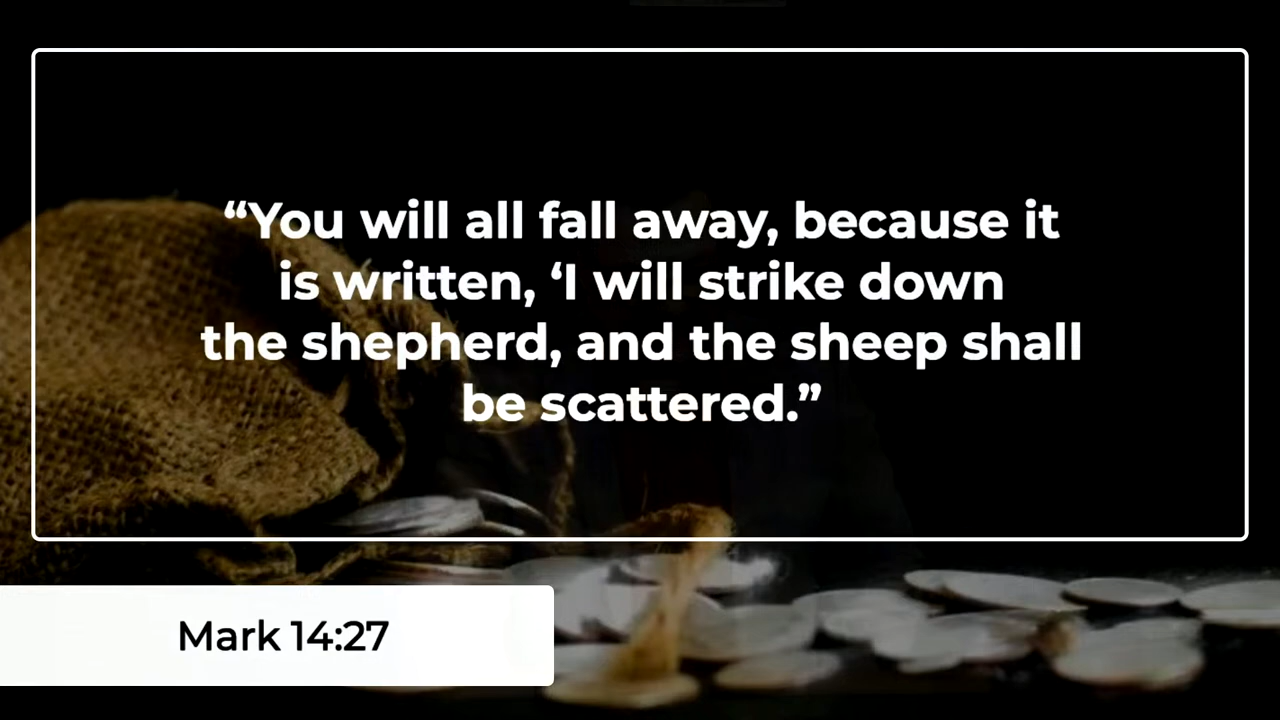 “You will all fall away, because it
is written, ‘I will strike down
the shepherd, and the sheep shall
be scattered.”
Mark 14:27